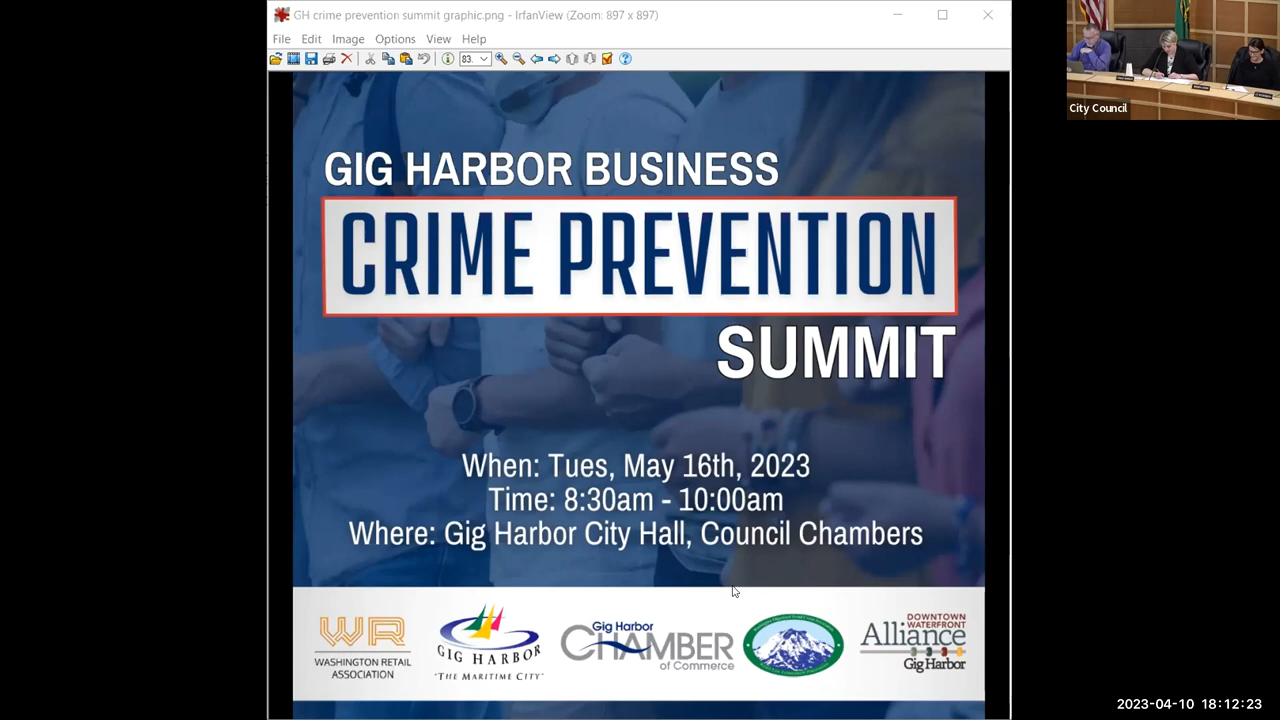 GH crime prevention summit graphic.png - IrfanView (Zoom: 897 x 897)
File Edit Image Options View Help
83.
City Council
GIG HARBOR BUSINESS
CRIME PREVENTION
SUMMIT
When: Tues, May 16th, 2023
Time: 8:30am - 10:00am
Where: Gig Harbor City Hall, Council Chambers
WR
WASHINGTON RETAIL
ASSOCIATION
GIG HARBOR
"THE MARITIME CITY"
Gig Harbor
CHAMBER
of Commerce
DOWNTOWN
WATERFRONT
Alliance
Gig Harbor
2023-04-10 18:12:23